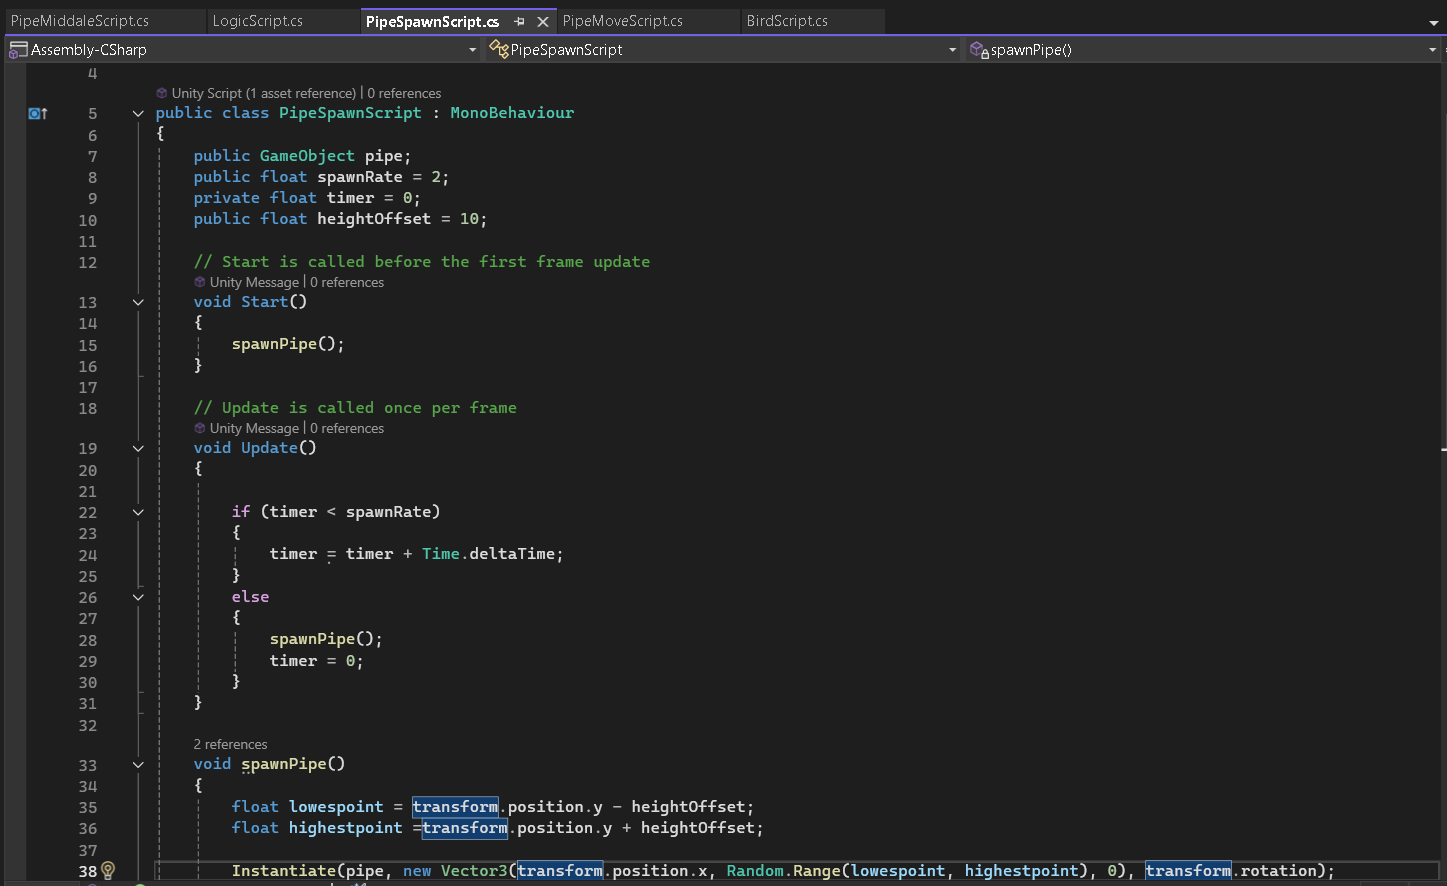 PipeMiddaleScript.cs LogicScript.cs PipeSpawnScript.cs PipeMoveScript.cs BirdScript.cs
Assembly-CSharp PipeSpawnScript spawnPipe()
4
Unity Script (1 asset reference) | 0 references
5 public class PipeSpawnScript : MonoBehaviour
6 {
7 public GameObject pipe;
8 public float spawnRate = 2;
9 private float timer = 0;
10 public float heightOffset = 10;
11
12 // Start is called before the first frame update
Unity Message | 0 references
13 void Start()
14 {
15 spawnPipe();
16 }
17
18 // Update is called once per frame
Unity Message | 0 references
19 void Update()
20 {
21
22 if (timer < spawnRate)
23 {
24 timer = timer + Time.deltaTime;
25 }
26 else
27 {
28 spawnPipe();
29 timer = 0;
30 }
31 }
32
2 references
33 void spawnPipe()
34 {
35 float lowespoint = transform.position.y - heightOffset;
36 float highestpoint =transform.position.y + heightOffset;
37
38 Instantiate(pipe, new Vector3(transform.position.x, Random.Range(lowespoint, highestpoint), 0), transform.rotation);